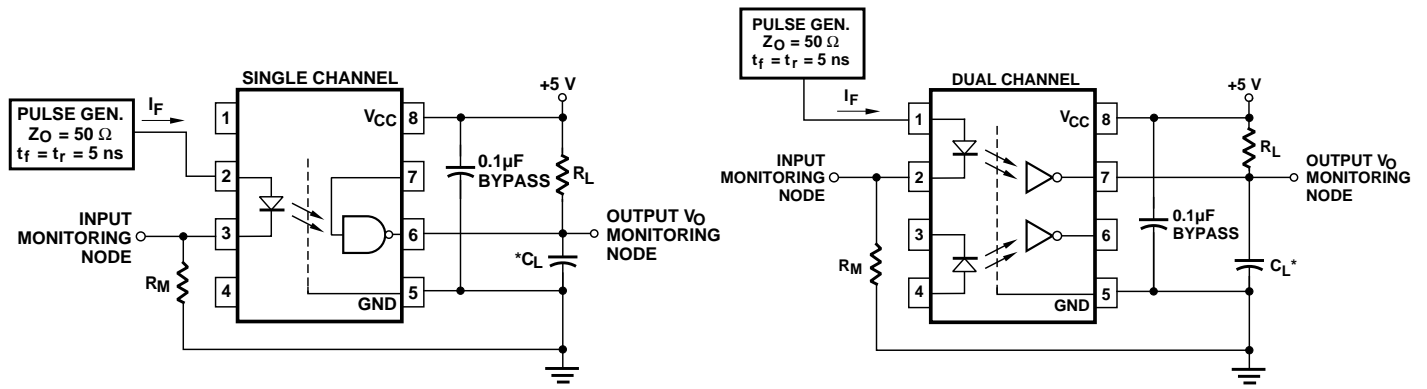 PULSE GEN.
ZO = 50 Ω
tf = tr = 5 ns
IF
SINGLE CHANNEL
+5 V
1
VCC
8
0.1µF
BYPASS
RL
2
7
INPUT
MONITORING
NODE
3
6
OUTPUT VO
MONITORING
NODE
*CL
RM
4
GND
5
PULSE GEN.
ZO = 50 Ω
tf = tr = 5 ns
IF
DUAL CHANNEL
+5 V
1
VCC
8
RL
INPUT
MONITORING
NODE
2
7
OUTPUT VO
MONITORING
NODE
0.1µF
BYPASS
3
6
RM
CL*
4
GND
5